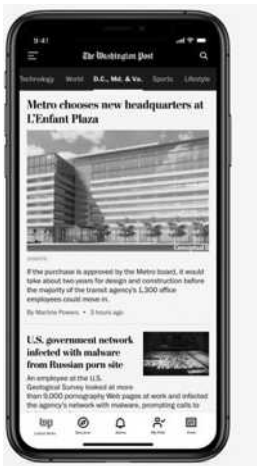 9:41
The Washington Post
Technology World D.C., Md. & Va. Sports Lifestyle
Metro chooses new headquarters at
L'Enfant Plaza
If the purchase is approved by the Metro board, it would
take about two years for design and construction before
the majority of the transit agency's 1,300 office
employees could move in.
By Martine Powers • 3 hours ago
U.S. government network
infected with malware
from Russian porn site
An employee at the U.S.
Geological Survey looked at more
than 9,000 pornography Web pages at work and infected
the agency's network with malware, prompting calls to
top
Alerts